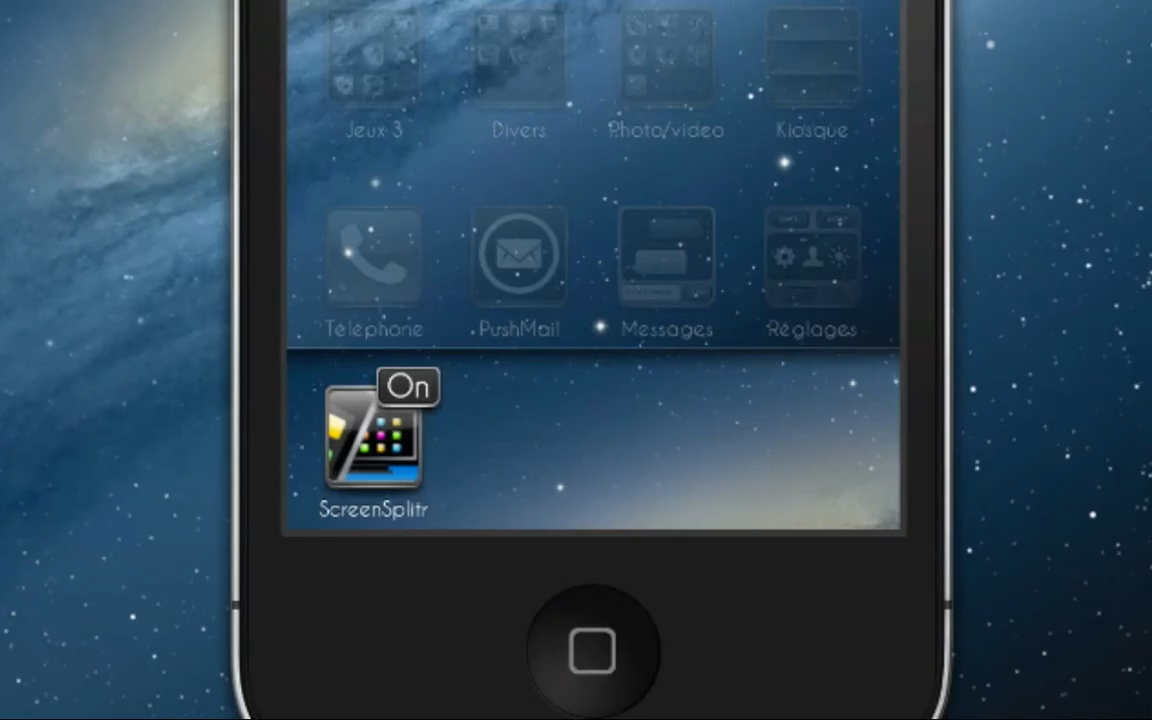 Jeux 3
Divers
Photo/video
Kiosque
Téléphone
PushMail
Messages
Réglages
On
ScreenSplitr